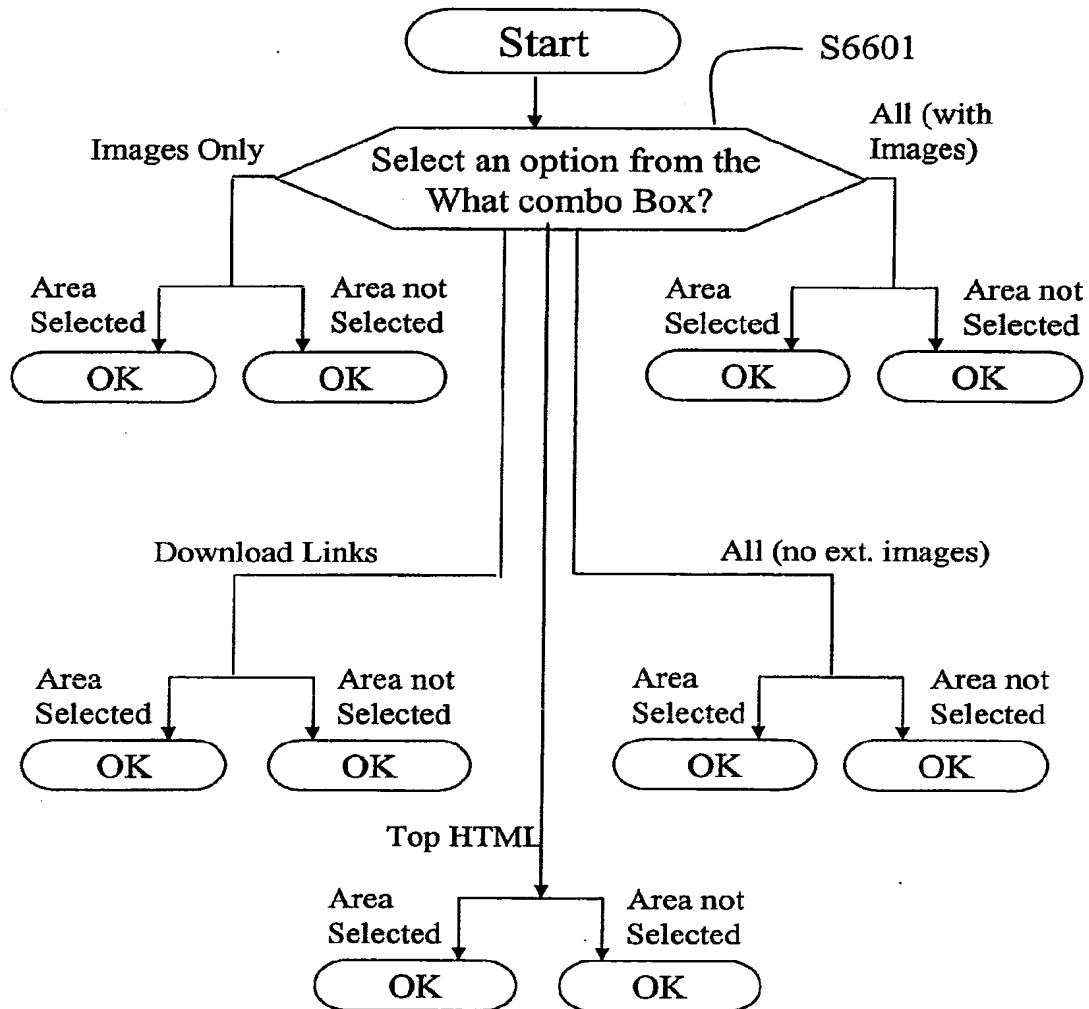 Start
S6601
Images Only
All (with
Images)
Select an option from the
What combo Box?
Area
Selected
Area not
Selected
Area
Selected
Area not
Selected
OK
OK
OK
OK
Download Links
All (no ext. images)
Area
Selected
Area not
Selected
Area
Selected
Area not
Selected
OK
OK
OK
OK
Top HTML
Area
Selected
Area not
Selected
OK
OK